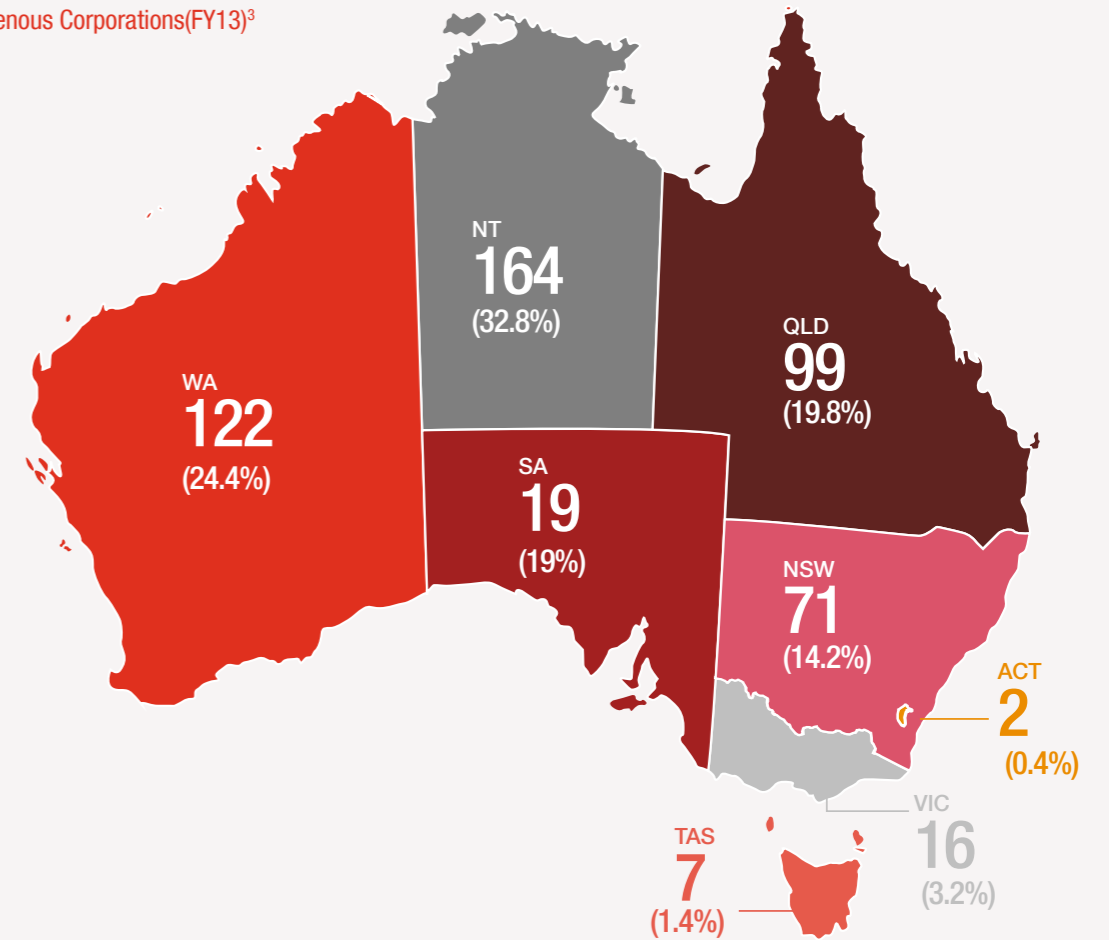 Corporations(FY13)³
NT
164
(32.8%)
QLD
99
(19.8%)
WA
122
(24.4%)
SA
19
(19%)
NSW
71
(14.2%)
ACT
2
(0.4%)
VIC
16
(3.2%)
TAS
7
(1.4%)